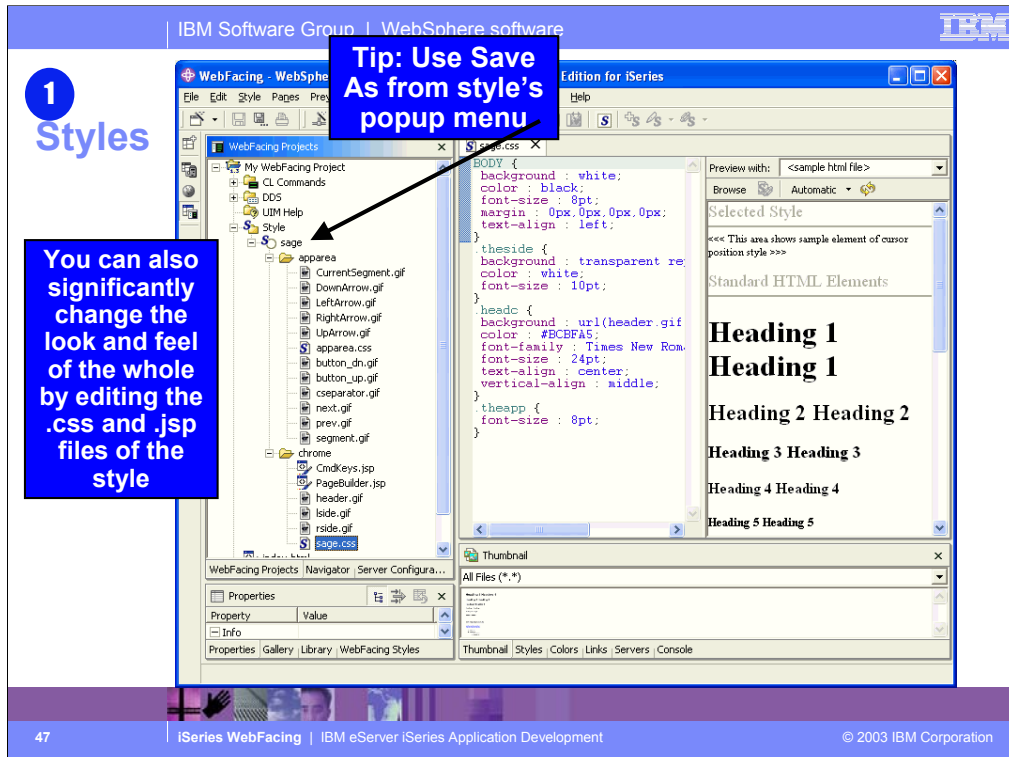 IBM Software Group | WebSphere software
IBM
1
Styles
Tip: Use Save
As from style's
popup menu
You can also
significantly
change the
look and feel
of the whole
by editing the
.css and .jsp
files of the
style
WebFacing - WebSphe
Edition for iSeries
File Edit Style Pages
Help
WebFacing Projects
My WebFacing Project
CL Commands
DDS
UIM Help
Style
sage
apparea
CurrentSegment.gif
DownArrow.gif
LeftArrow.gif
RightArrow.gif
UpArrow.gif
apparea.css
button_dn.gif
button_up.gif
cseparator.gif
next.gif
prev.gif
segment.gif
chrome
CmdKeys.jsp
PageBuilder.jsp
header.gif
lside.gif
rside.gif
sage.css
WebFacing Projects Navigator Server Configura...
Properties
Property Value
Info
Properties Gallery Library WebFacing Styles
sage.css
BODY {
background : white;
color : black;
font-size : 8pt;
margin : 0px,0px,0px,0px;
text-align : left;
}
.theside {
background : transparent re
color : white;
font-size : 10pt;
}
.headc {
background : url(header.gif
color : #BCBFA5;
font-family : Times New Rom
font-size : 24pt;
text-align : center;
vertical-align : middle;
}
.theapp {
font-size : 8pt;
}
Preview with: <sample html file>
Browse Automatic
Selected Style
<<< This area shows sample element of cursor
position style >>>
Standard HTML Elements
Heading 1
Heading 1
Heading 2 Heading 2
Heading 3 Heading 3
Heading 4 Heading 4
Heading 5 Heading 5
Thumbnail
All Files (*.*)
Thumbnail Styles Colors Links Servers Console
47
iSeries WebFacing | IBM eServer iSeries Application Development
© 2003 IBM Corporation